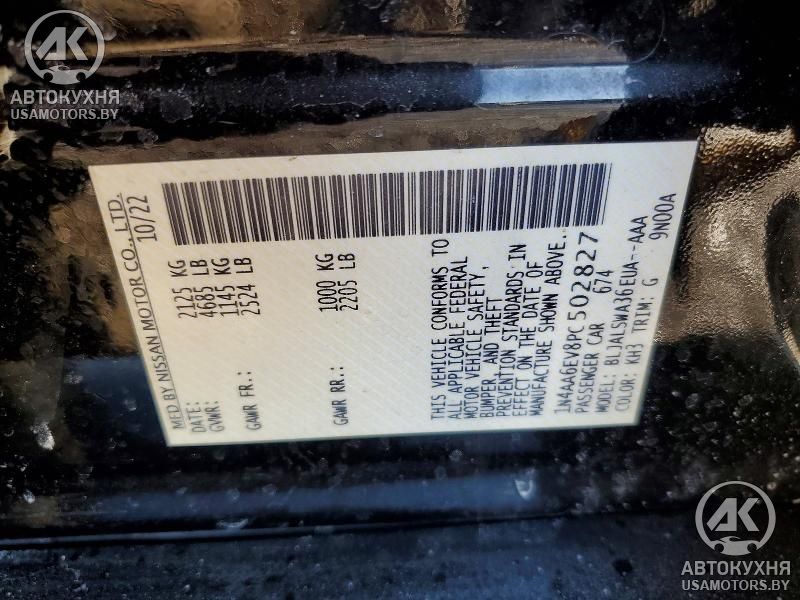 AK
АВТОКУХНЯ
USAMOTORS.BY
MFD BY NISSAN MOTOR CO., LTD.
DATE: 10/22
GVWR: 2125 KG
4685 LB
GAWR FR.: 1145 KG
2524 LB
GAWR RR.: 1000 KG
2205 LB
THIS VEHICLE CONFORMS TO
ALL APPLICABLE FEDERAL
MOTOR VEHICLE SAFETY,
BUMPER, AND THEFT
PREVENTION STANDARDS IN
EFFECT ON THE DATE OF
MANUFACTURE SHOWN ABOVE.
1N4AA6EV8PC502827
PASSENGER CAR 674
MODEL: BLJALSWA36EUA--AAA
COLOR: KH3 TRIM: G 9N00A
AK
АВТОКУХНЯ
USAMOTORS.BY